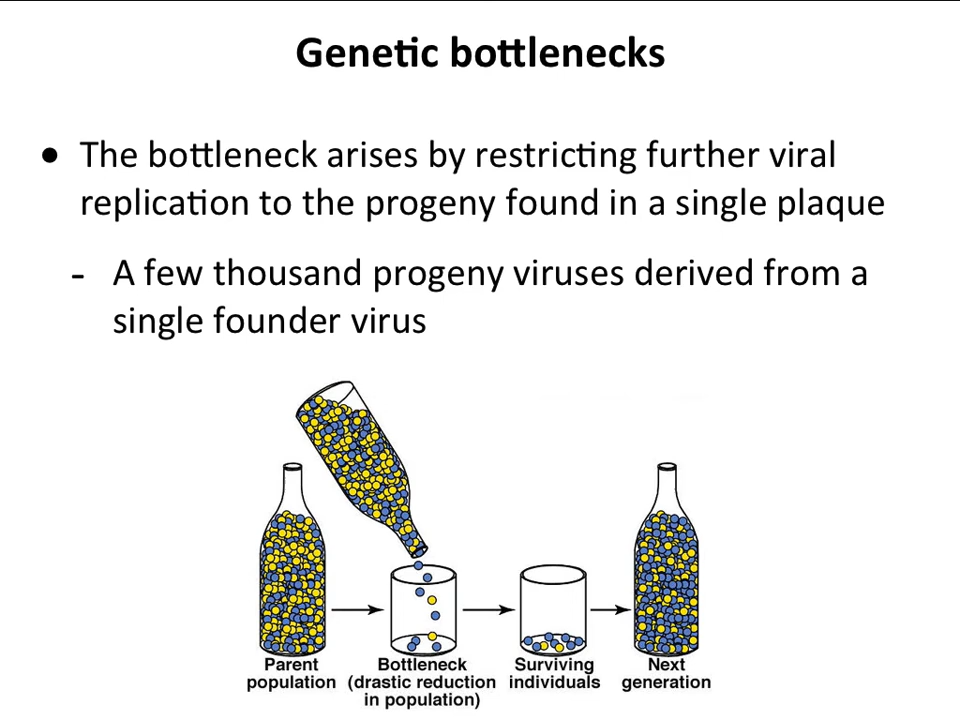 Genetic bottlenecks
• The bottleneck arises by restricting further viral
replication to the progeny found in a single plaque
- A few thousand progeny viruses derived from a
single founder virus
Parent
population
Bottleneck
(drastic reduction
in population)
Surviving
individuals
Next
generation